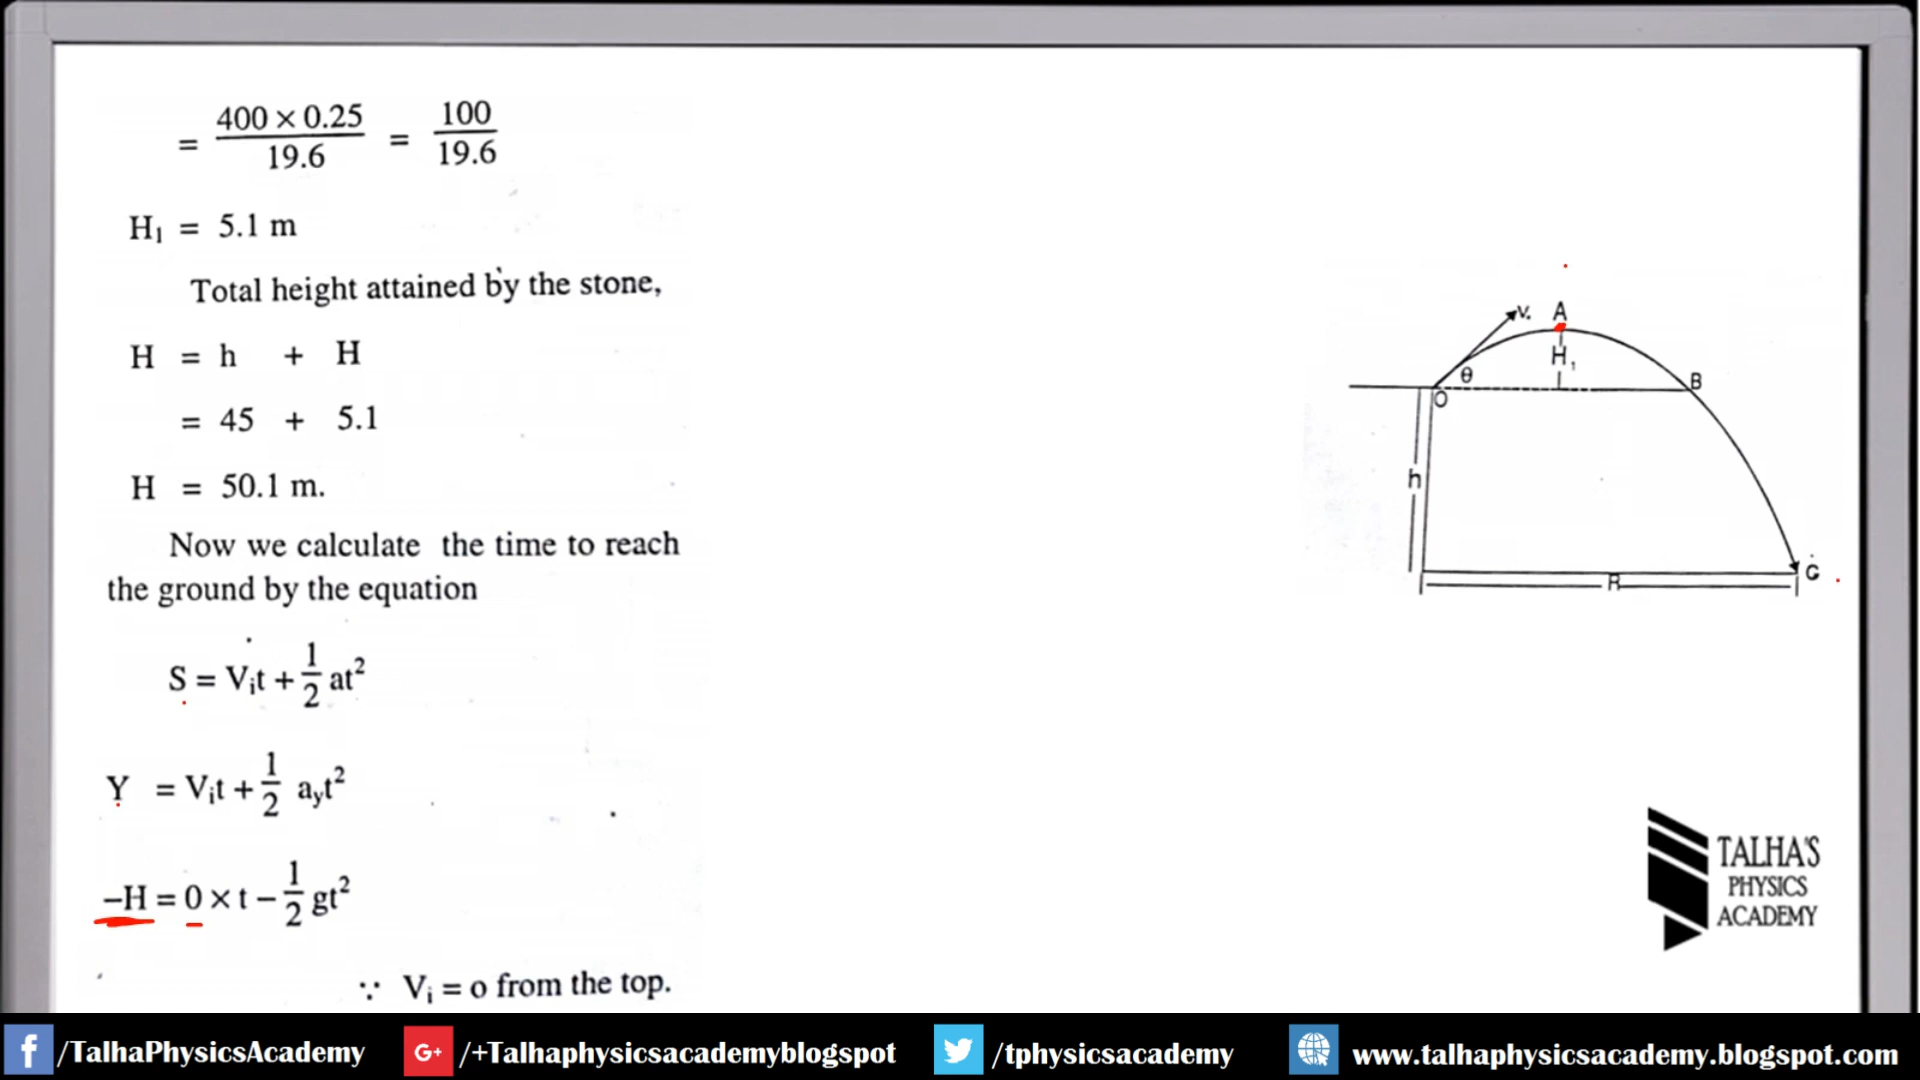 = 400 × 0.25 / 19.6 = 100 / 19.6
H₁ = 5.1 m
Total height attained by the stone,
H = h + H
= 45 + 5.1
H = 50.1 m.
Now we calculate the time to reach
the ground by the equation
S = Vᵢt + 1/2 at²
Y = Vᵢt + 1/2 a_yt²
–H = 0 × t – 1/2 gt²
∵ Vᵢ = o from the top.
V. A
H₁
θ
B
O
h
R
C
TALHA'S
PHYSICS
ACADEMY
f /TalhaPhysicsAcademy G+ /+Talhaphysicsacademyblogspot /tphysicsacademy www.talhaphysicsacademy.blogspot.com